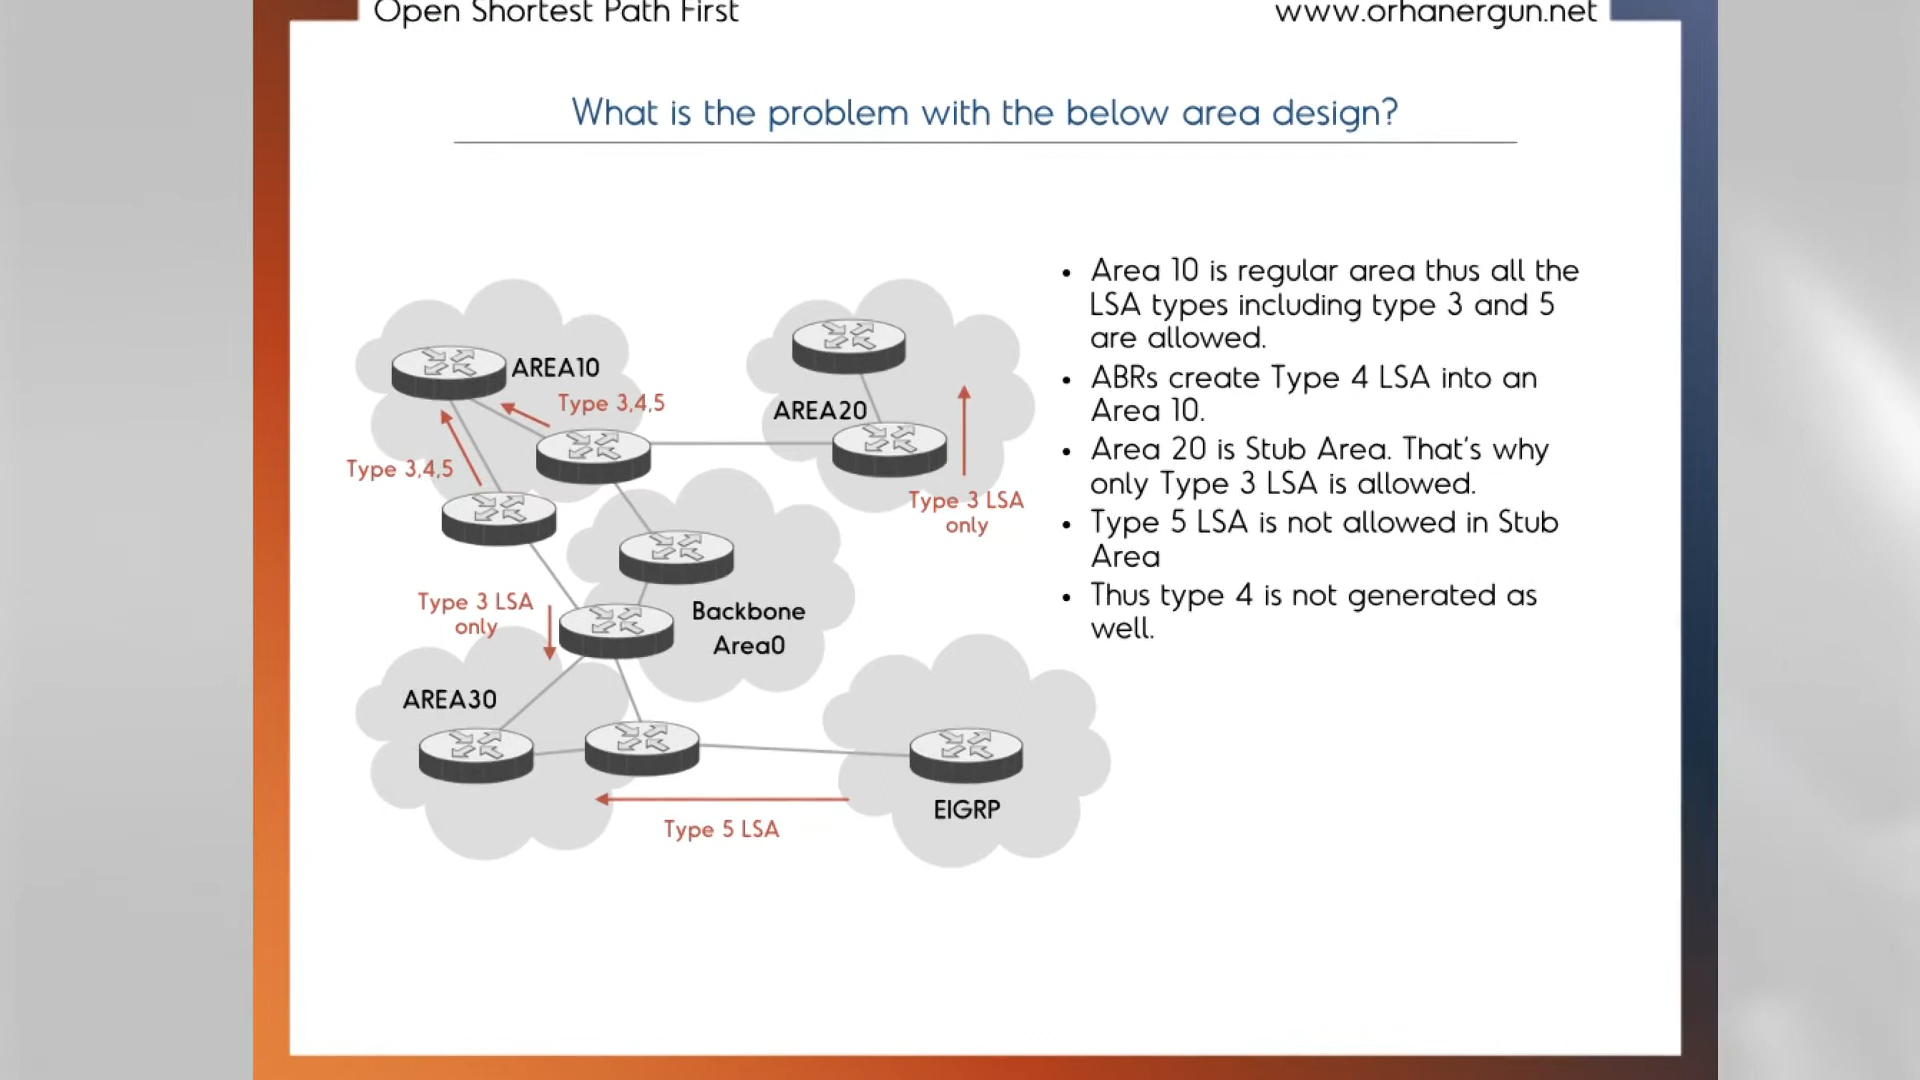 Open Shortest Path First
www.orhanergun.net
What is the problem with the below area design?
AREA10
Type 3,4,5
Type 3,4,5
AREA20
Type 3 LSA
only
Type 3 LSA
only
Backbone
Area0
AREA30
EIGRP
Type 5 LSA
• Area 10 is regular area thus all the
LSA types including type 3 and 5
are allowed.
• ABRs create Type 4 LSA into an
Area 10.
• Area 20 is Stub Area. That's why
only Type 3 LSA is allowed.
• Type 5 LSA is not allowed in Stub
Area
• Thus type 4 is not generated as
well.